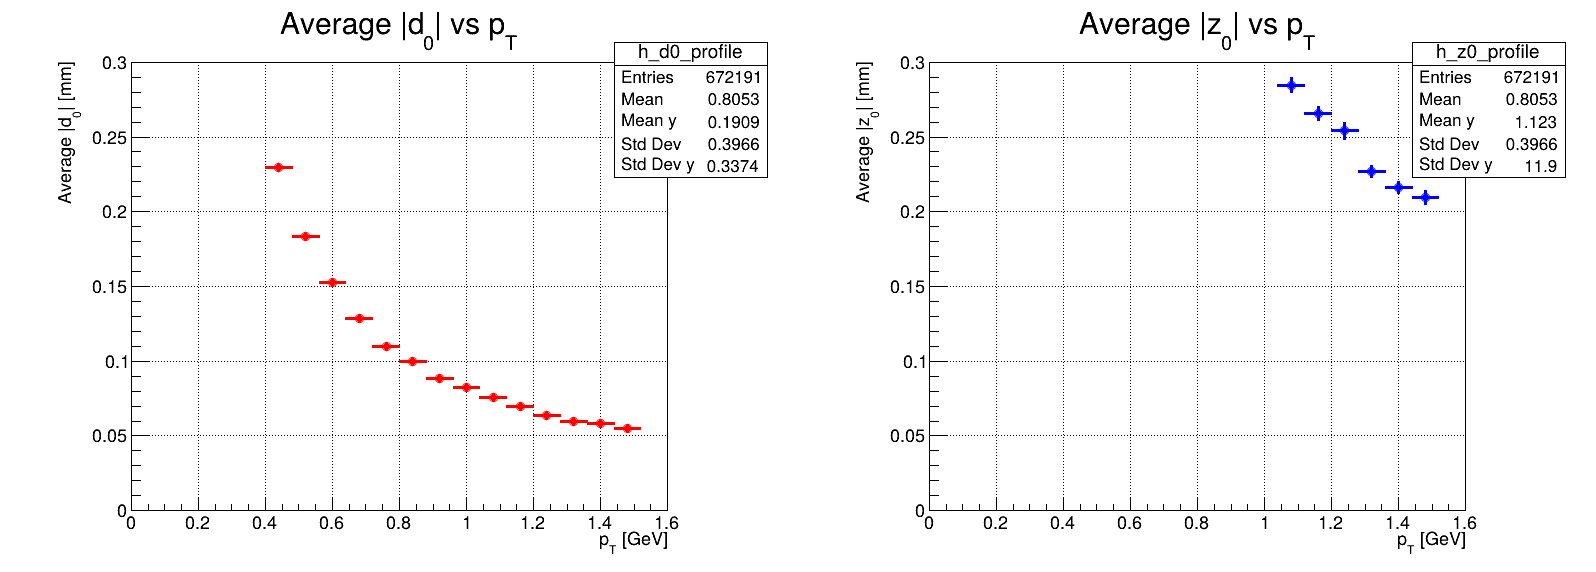 Average |d0| vs pT
h_d0_profile
Entries 672191
Mean 0.8053
Mean y 0.1909
Std Dev 0.3966
Std Dev y 0.3374
Average |d0| [mm]
0.3
0.25
0.2
0.15
0.1
0.05
0
0 0.2 0.4 0.6 0.8 1 1.2 1.4 1.6
pT [GeV]
Average |z0| vs pT
h_z0_profile
Entries 672191
Mean 0.8053
Mean y 1.123
Std Dev 0.3966
Std Dev y 11.9
Average |z0| [mm]
0.3
0.25
0.2
0.15
0.1
0.05
0
0 0.2 0.4 0.6 0.8 1 1.2 1.4 1.6
pT [GeV]